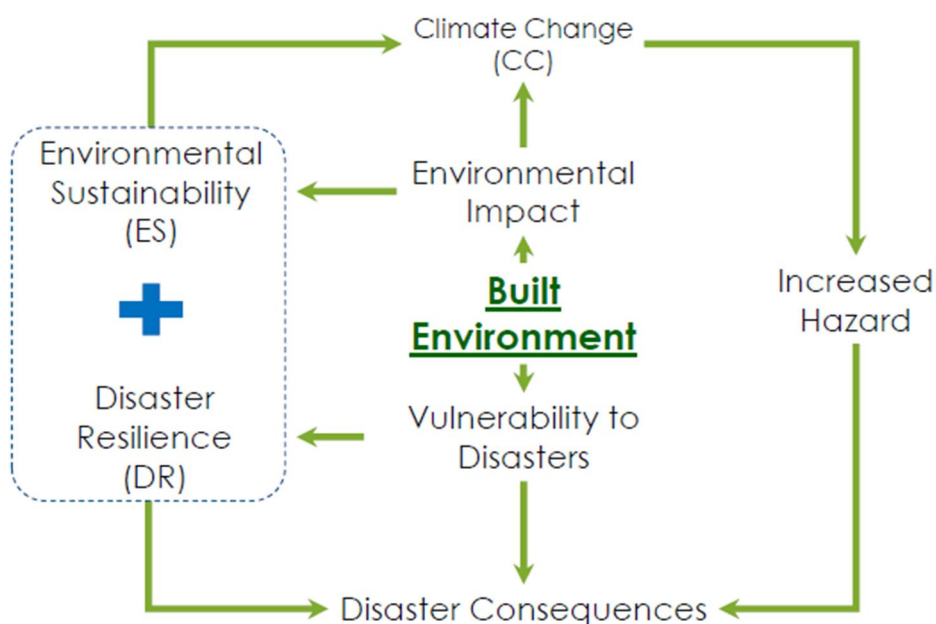 Climate Change
(CC)
Environmental
Sustainability
(ES)
Environmental
Impact
Built
Environment
Increased
Hazard
Disaster
Resilience
(DR)
Vulnerability to
Disasters
Disaster Consequences